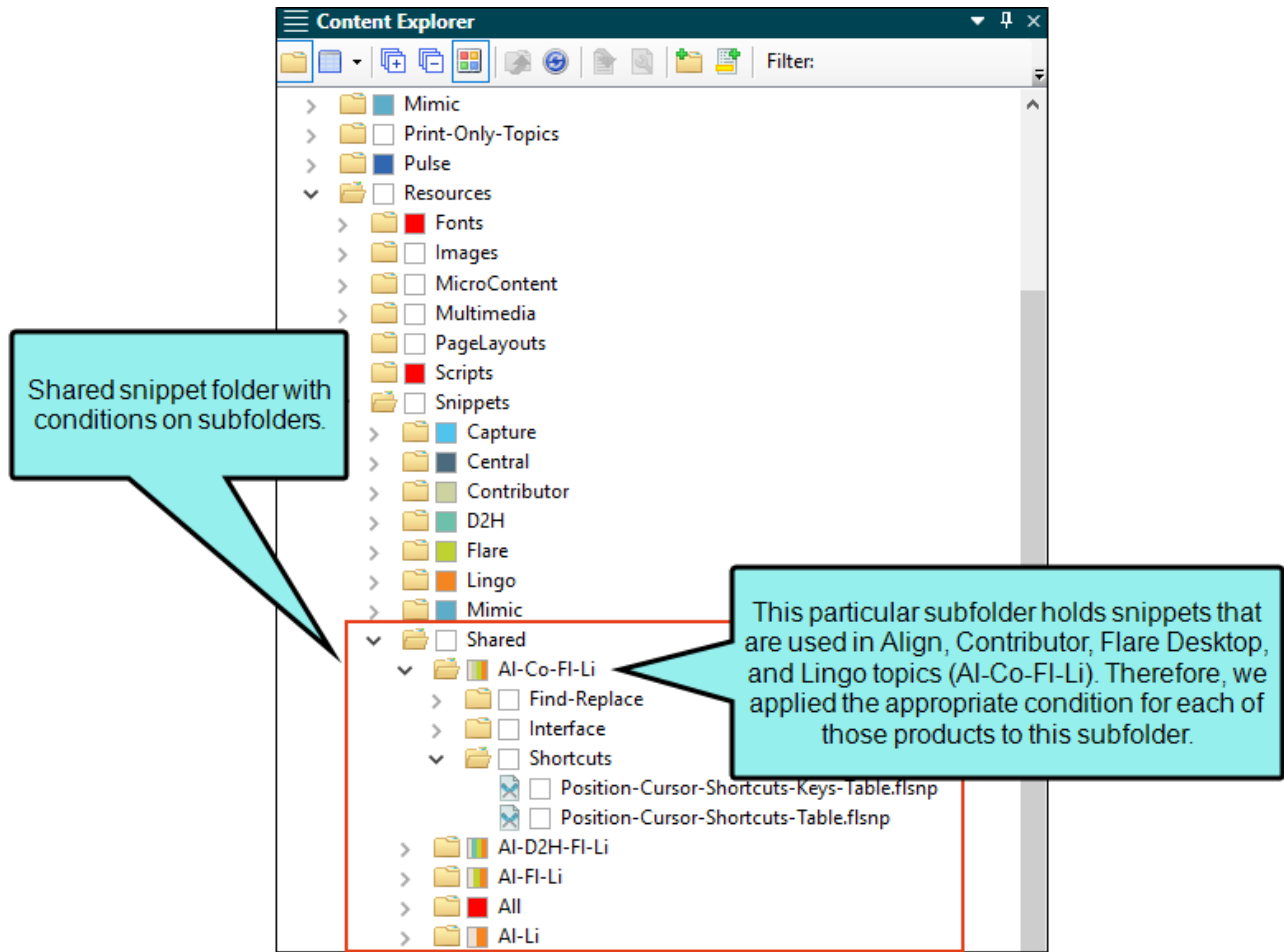 Content Explorer
Filter:
Mimic
Print-Only-Topics
Pulse
Resources
Fonts
Images
MicroContent
Multimedia
PageLayouts
Scripts
Snippets
Capture
Central
Contributor
D2H
Flare
Lingo
Mimic
Shared
Al-Co-Fl-Li
Find-Replace
Interface
Shortcuts
Position-Cursor-Shortcuts-Keys-Table.flsnp
Position-Cursor-Shortcuts-Table.flsnp
Al-D2H-Fl-Li
Al-Fl-Li
All
Al-Li
Shared snippet folder with
conditions on subfolders.
This particular subfolder holds snippets that
are used in Align, Contributor, Flare Desktop,
and Lingo topics (Al-Co-Fl-Li). Therefore, we
applied the appropriate condition for each of
those products to this subfolder.